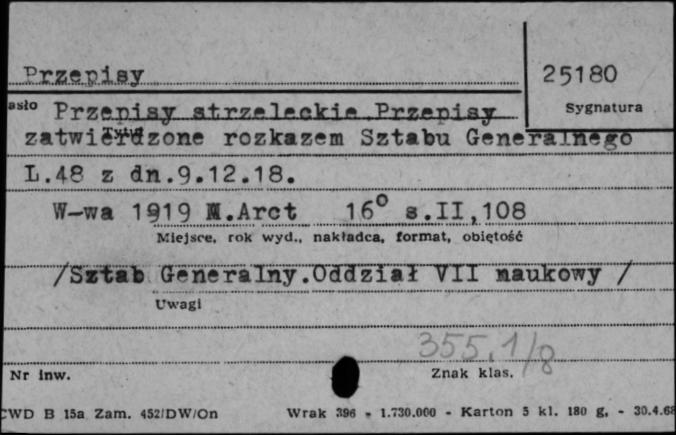 Przepisy
25180
asło Przepisy strzeleckie.Przepisy
Sygnatura
zatwierdzone rozkazem Sztabu Generalnego
L.48 z dn.9.12.18.
W-wa 1919 M.Arct 16° s.II,108
Miejsce, rok wyd., nakładca, format, objętość
/Sztab Generalny.Oddział VII naukowy /
Uwagi
355.1/8
Nr inw.
Znak klas.
CWD B 15a Zam. 452/DW/On Wrak 396 - 1.730.000 - Karton 5 kl. 180 g. - 30.4.68